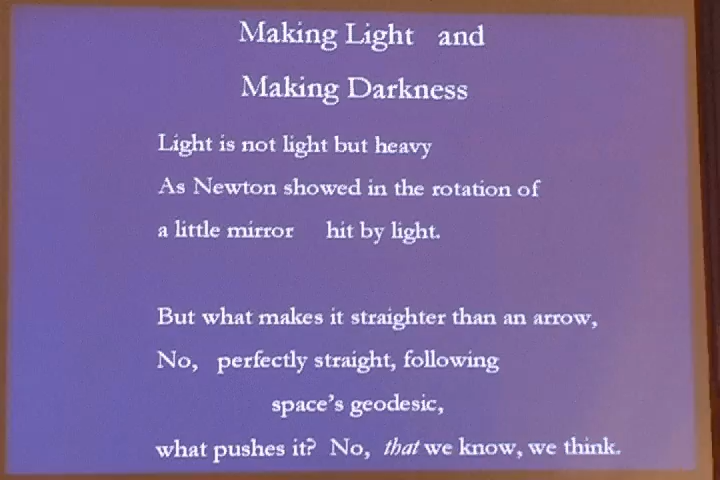 Making Light and
Making Darkness
Light is not light but heavy
As Newton showed in the rotation of
a little mirror hit by light.
But what makes it straighter than an arrow,
No, perfectly straight, following
space's geodesic,
what pushes it? No, that we know, we think.